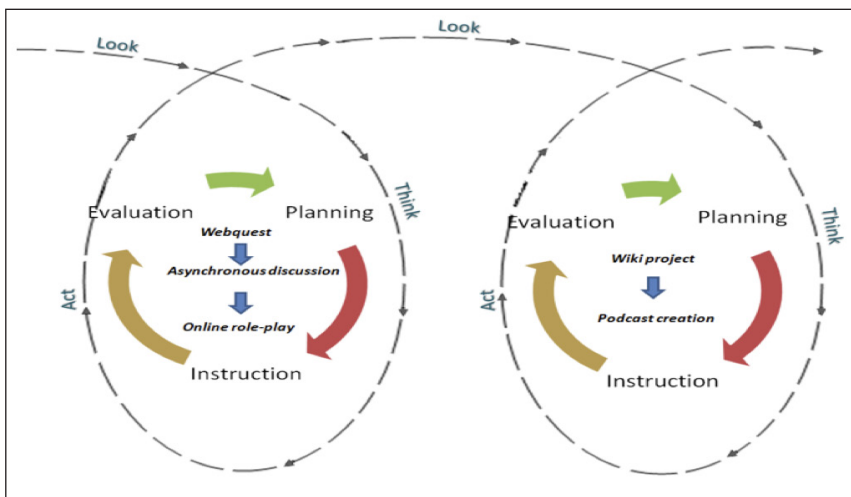 Look
Look
Think
Think
Evaluation
Planning
Webquest
Asynchronous discussion
Online role-play
Instruction
Act
Evaluation
Planning
Wiki project
Podcast creation
Instruction
Act